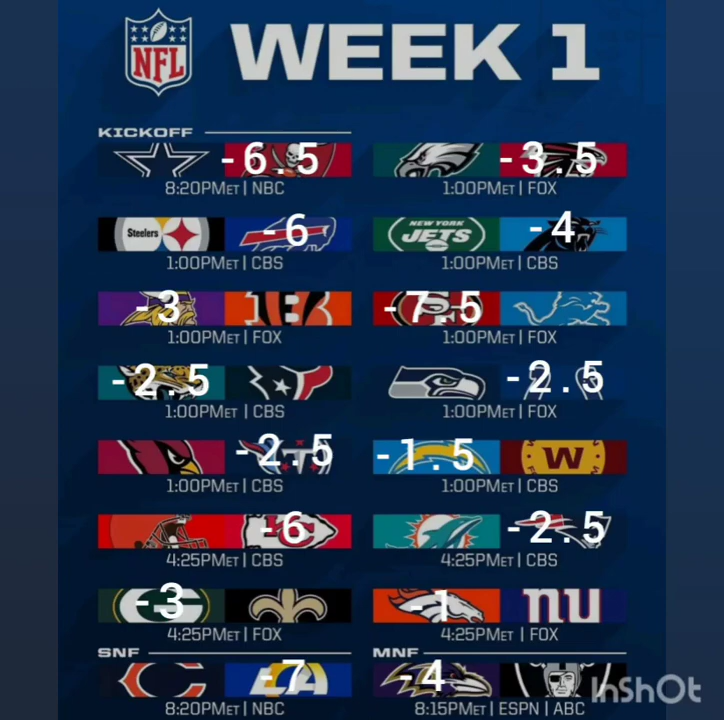 NFL WEEK 1
KICKOFF
-6.5 -3.5
8:20PMET | NBC 1:00PMET | FOX
Steelers -6 NEW YORK JETS -4
1:00PMET | CBS 1:00PMET | CBS
-3 B -7.5
1:00PMET | FOX 1:00PMET | FOX
-2.5 -2.5
1:00PMET | CBS 1:00PMET | FOX
-2.5 -1.5 W
1:00PMET | CBS 1:00PMET | CBS
-6 -2.5
4:25PMET | CBS 4:25PMET | CBS
-3 -1 nu
4:25PMET | FOX 4:25PMET | FOX
SNF MNF
C -7 -4 InShOt
8:20PMET | NBC 8:15PMET | ESPN | ABC